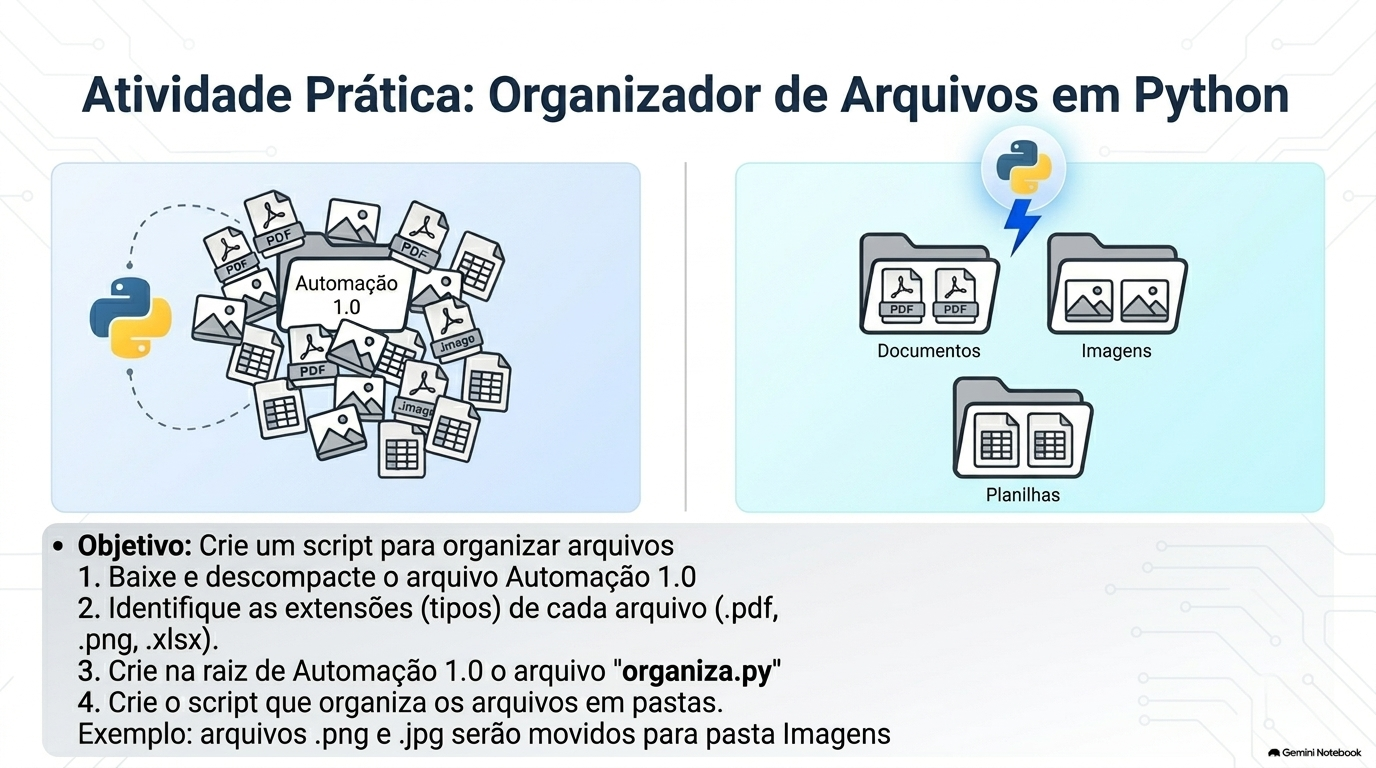 Atividade Prática: Organizador de Arquivos em Python
PDF
PDF
PDF
Automação
1.0
.imago
PDF
.imago
PDF
PDF
Documentos
Imagens
Planilhas
• Objetivo: Crie um script para organizar arquivos
1. Baixe e descompacte o arquivo Automação 1.0
2. Identifique as extensões (tipos) de cada arquivo (.pdf,
.png, .xlsx).
3. Crie na raiz de Automação 1.0 o arquivo "organiza.py"
4. Crie o script que organiza os arquivos em pastas.
Exemplo: arquivos .png e .jpg serão movidos para pasta Imagens
Gemini Notebook